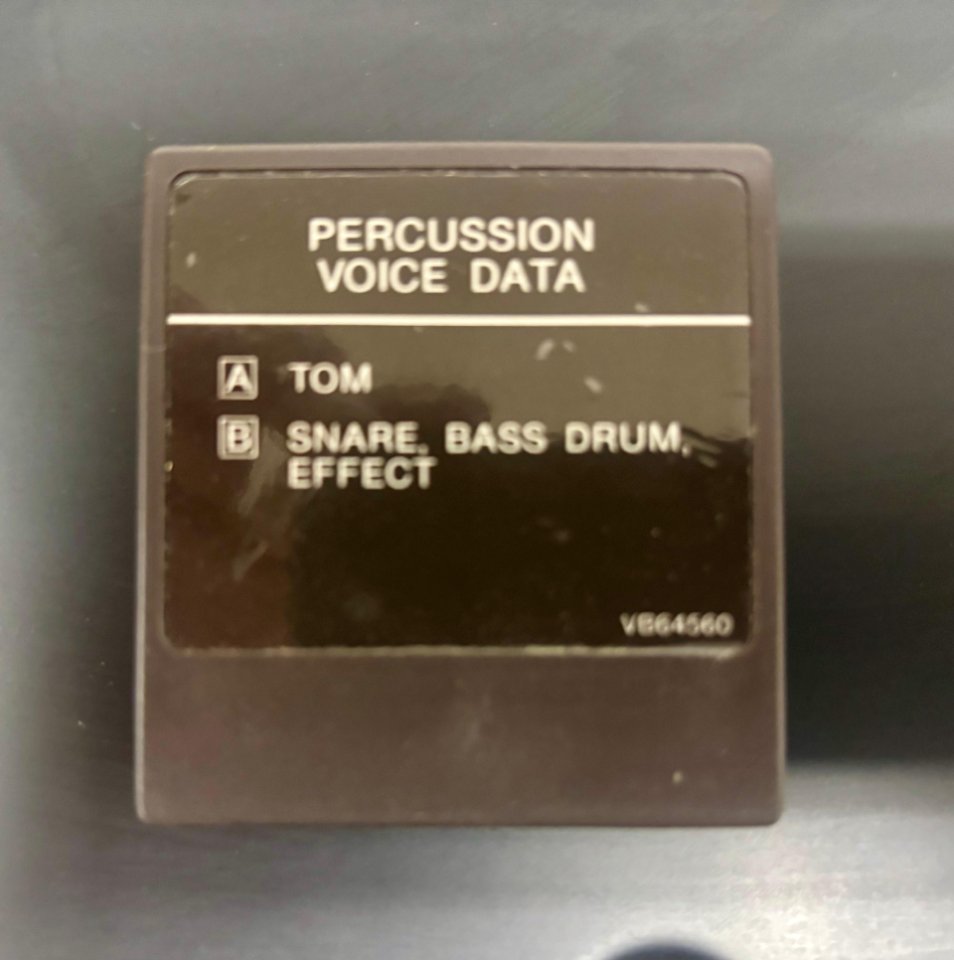 PERCUSSION
VOICE DATA
A TOM
B SNARE, BASS DRUM,
EFFECT
VB64560